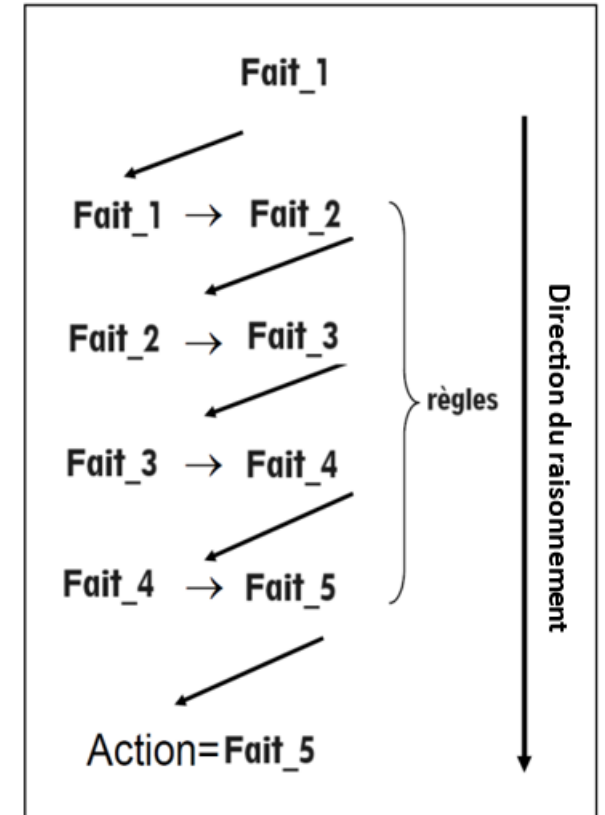 Fait_1
Fait_1 → Fait_2
Fait_2 → Fait_3
Fait_3 → Fait_4
Fait_4 → Fait_5
règles
Action=Fait_5
Direction du raisonnement